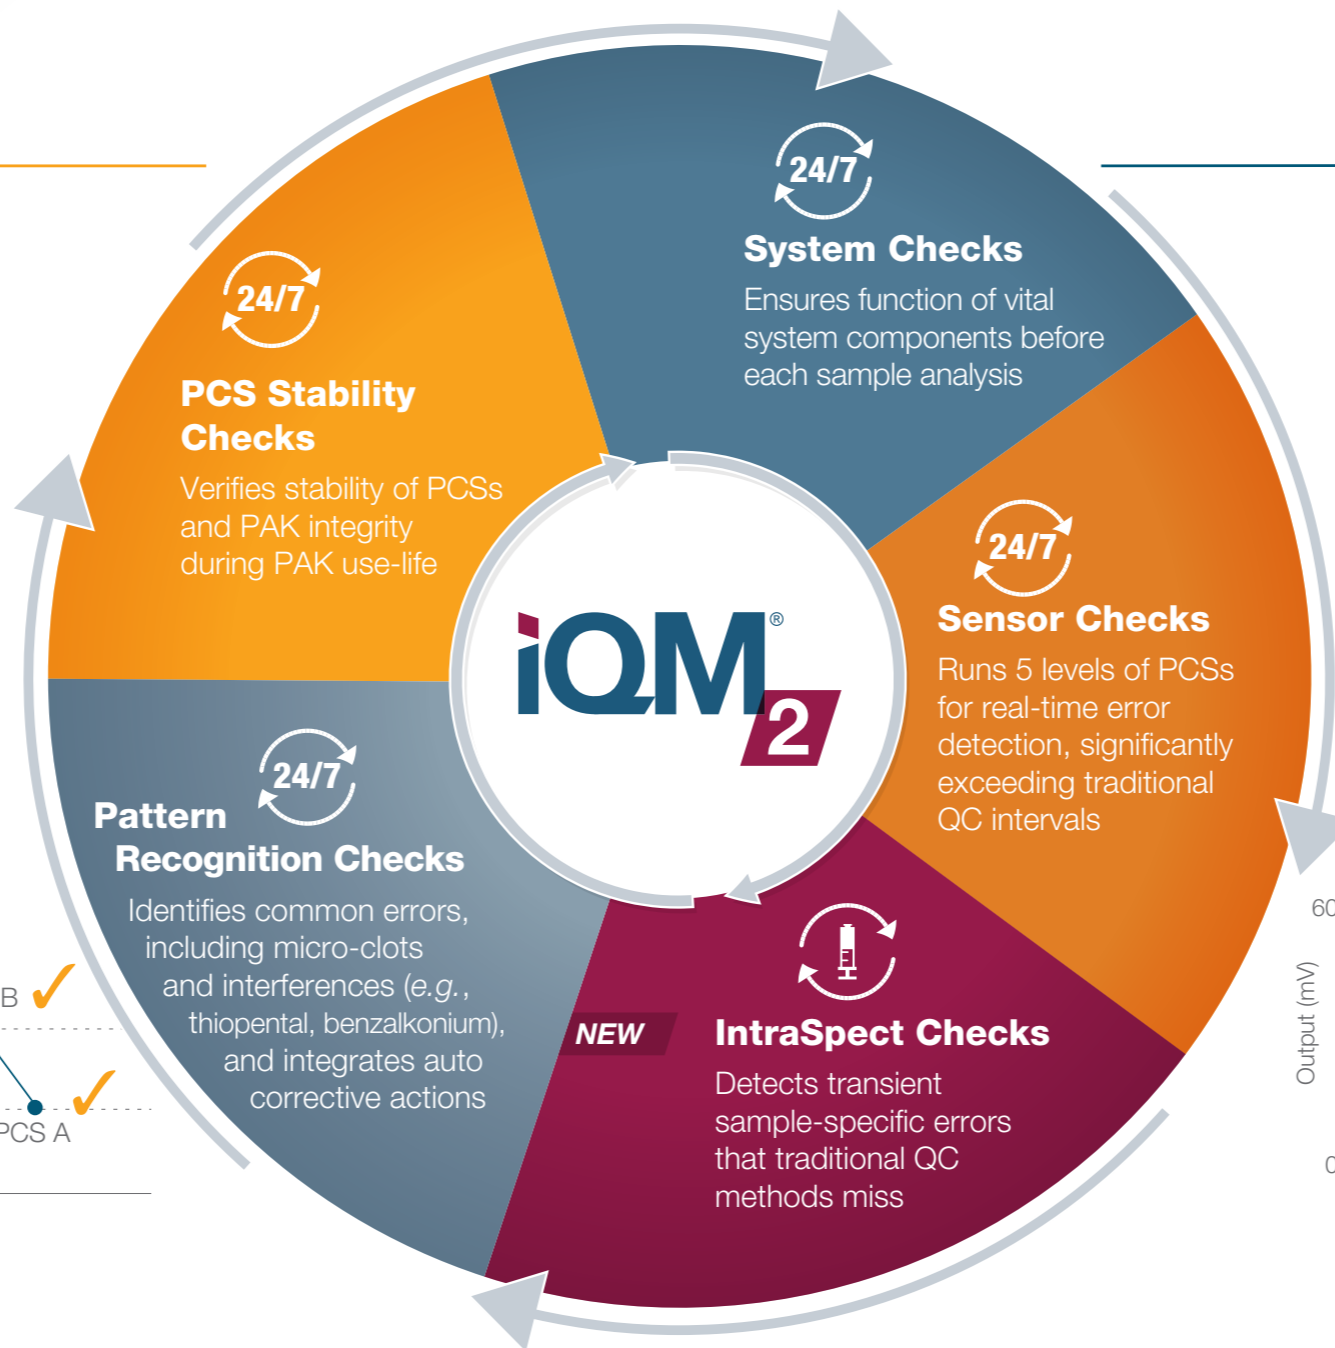 24/7
System Checks
Ensures function of vital
system components before
each sample analysis
24/7
PCS Stability
Checks
Verifies stability of PCSs
and PAK integrity
during PAK use-life
24/7
Sensor Checks
Runs 5 levels of PCSs
for real-time error
detection, significantly
exceeding traditional
QC intervals
iQM®
2
24/7
Pattern
Recognition Checks
Identifies common errors,
including micro-clots
and interferences (e.g.,
thiopental, benzalkonium),
and integrates auto
corrective actions
NEW
IntraSpect Checks
Detects transient
sample-specific errors
that traditional QC
methods miss
B
PCS A
60
Output (mV)
0